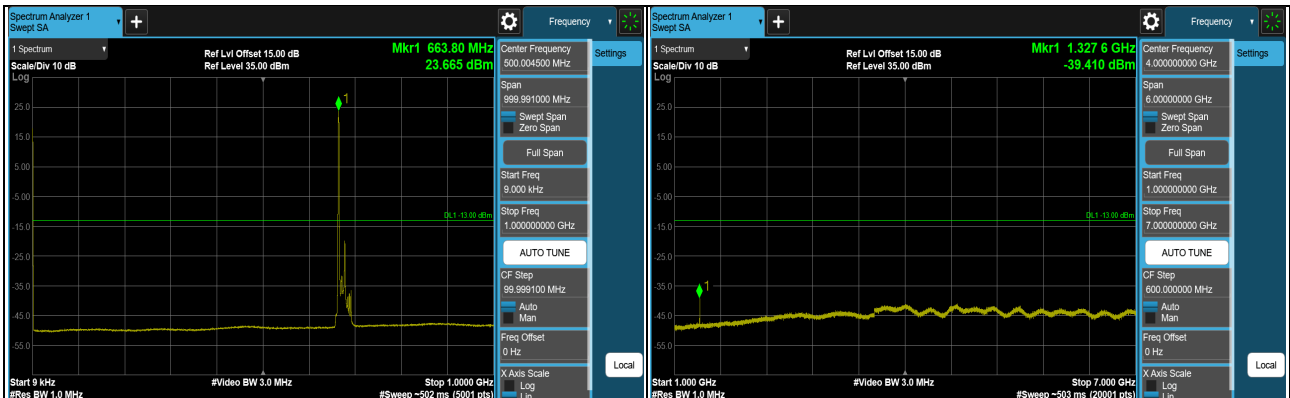 Spectrum Analyzer 1
Swept SA
+
Frequency
1 Spectrum
Scale/Div 10 dB
Ref Lvl Offset 15.00 dB
Ref Level 35.00 dBm
Mkr1 663.80 MHz
23.665 dBm
Log
1
25.0
15.0
5.00
-5.00
DL1 -13.00 dBm
-15.0
-25.0
-35.0
-45.0
-55.0
Start 9 kHz
#Res BW 1.0 MHz
#Video BW 3.0 MHz
Stop 1.0000 GHz
#Sweep ~502 ms (5001 pts)
Center Frequency
500.004500 MHz
Settings
Span
999.991000 MHz
Swept Span
Zero Span
Full Span
Start Freq
9.000 kHz
Stop Freq
1.000000000 GHz
AUTO TUNE
CF Step
99.999100 MHz
Auto
Man
Freq Offset
0 Hz
X Axis Scale
Log
Lin
Local
Spectrum Analyzer 1
Swept SA
+
Frequency
1 Spectrum
Scale/Div 10 dB
Ref Lvl Offset 15.00 dB
Ref Level 35.00 dBm
Mkr1 1.327 6 GHz
-39.410 dBm
Log
25.0
15.0
5.00
-5.00
DL1 -13.00 dBm
-15.0
-25.0
-35.0
1
-45.0
-55.0
Start 1.000 GHz
#Res BW 1.0 MHz
#Video BW 3.0 MHz
Stop 7.000 GHz
#Sweep ~503 ms (20001 pts)
Center Frequency
4.000000000 GHz
Settings
Span
6.00000000 GHz
Swept Span
Zero Span
Full Span
Start Freq
1.000000000 GHz
Stop Freq
7.000000000 GHz
AUTO TUNE
CF Step
600.000000 MHz
Auto
Man
Freq Offset
0 Hz
X Axis Scale
Log
Lin
Local